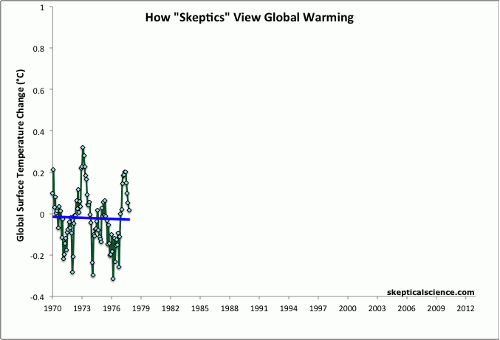 How "Skeptics" View Global Warming
Global Surface Temperature Change (°C)
1
0.8
0.6
0.4
0.2
0
-0.2
-0.4
skepticalscience.com
1970 1973 1976 1979 1982 1985 1988 1991 1994 1997 2000 2003 2006 2009 2012